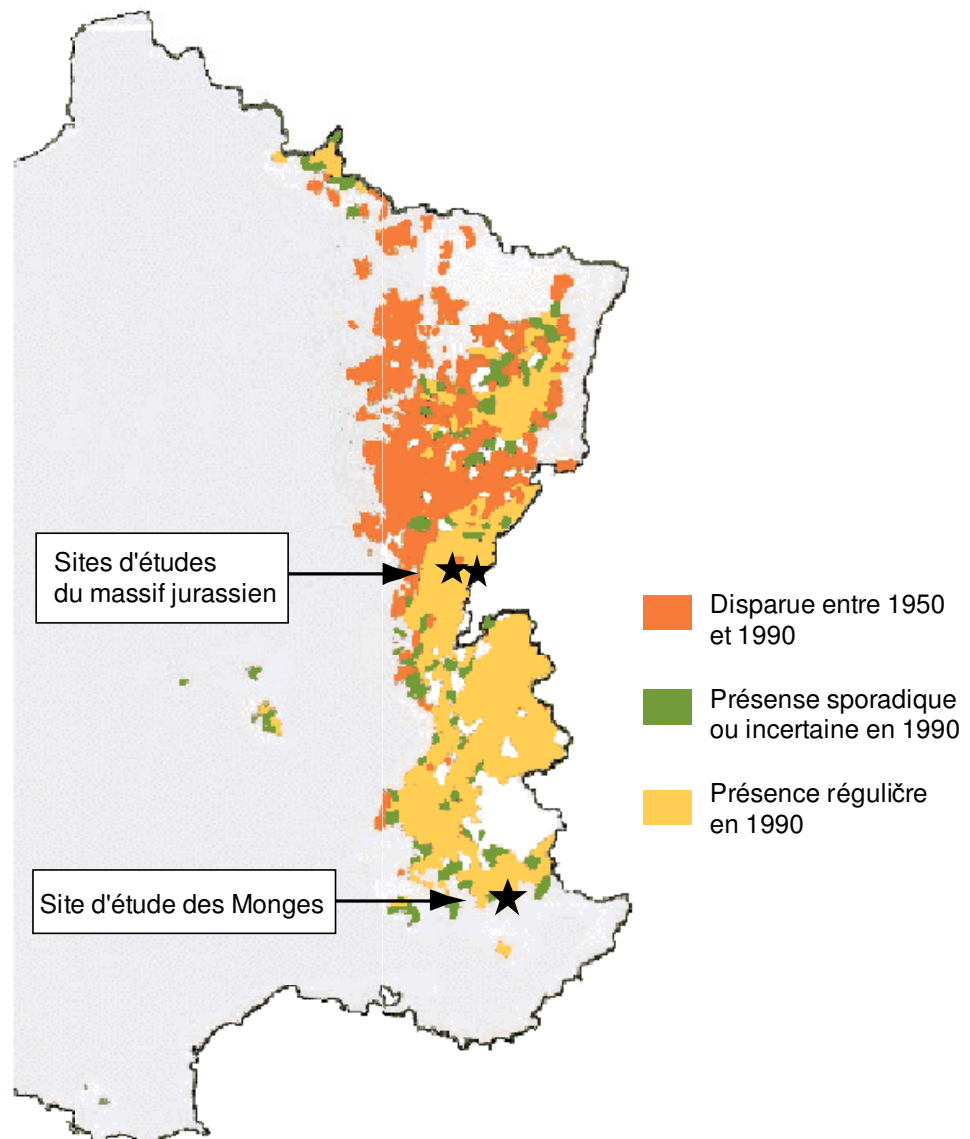 Sites d'études
du massif jurassien
Disparue entre 1950
et 1990
Présense sporadique
ou incertaine en 1990
Présence réguličre
en 1990
Site d'étude des Monges